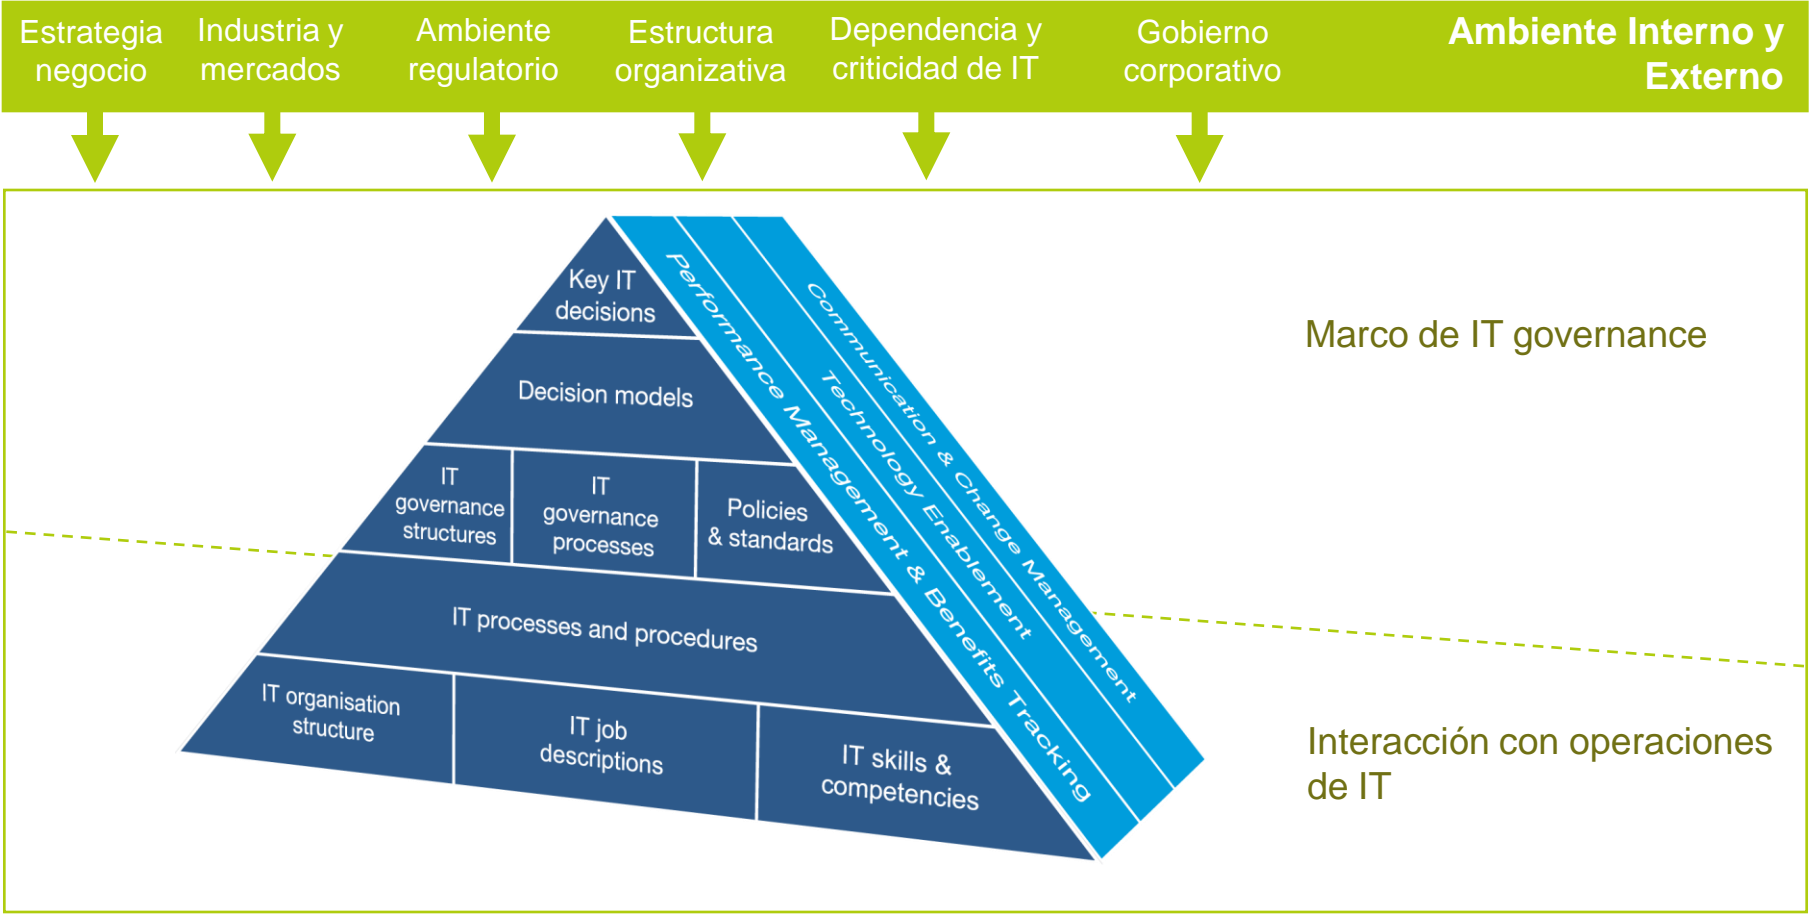 Estrategia
negocio
Industria y
mercados
Ambiente
regulatorio
Estructura
organizativa
Dependencia y
criticidad de IT
Gobierno
corporativo
Ambiente Interno y
Externo
Key IT
decisions
Decision models
IT
governance
structures
IT
governance
processes
Policies
& standards
IT processes and procedures
IT organisation
structure
IT job
descriptions
IT skills &
competencies
Performance Management & Benefits Tracking
Technology Enablement
Communication & Change Management
Marco de IT governance
Interacción con operaciones
de IT